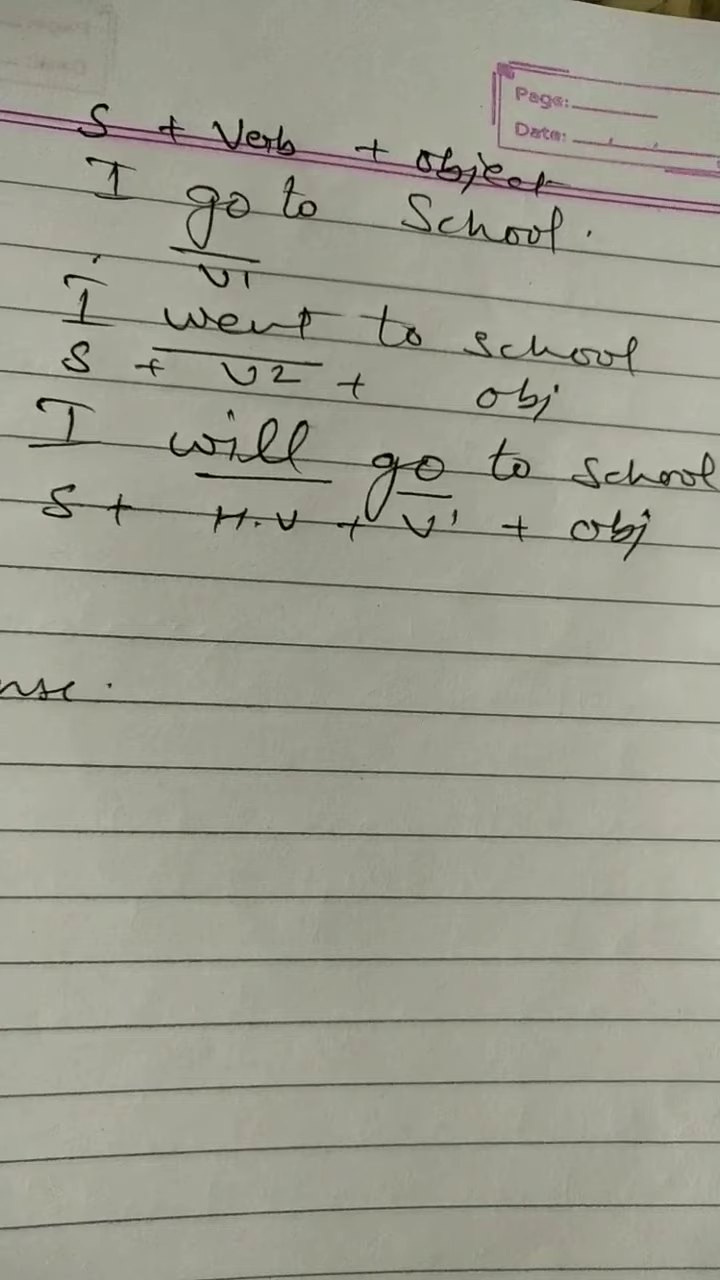 Page:
Date:
S + Verb + object
I go to School.
V1
I went to school
S + V2 + obj
I will go to school
S + H.V + V1 + obj